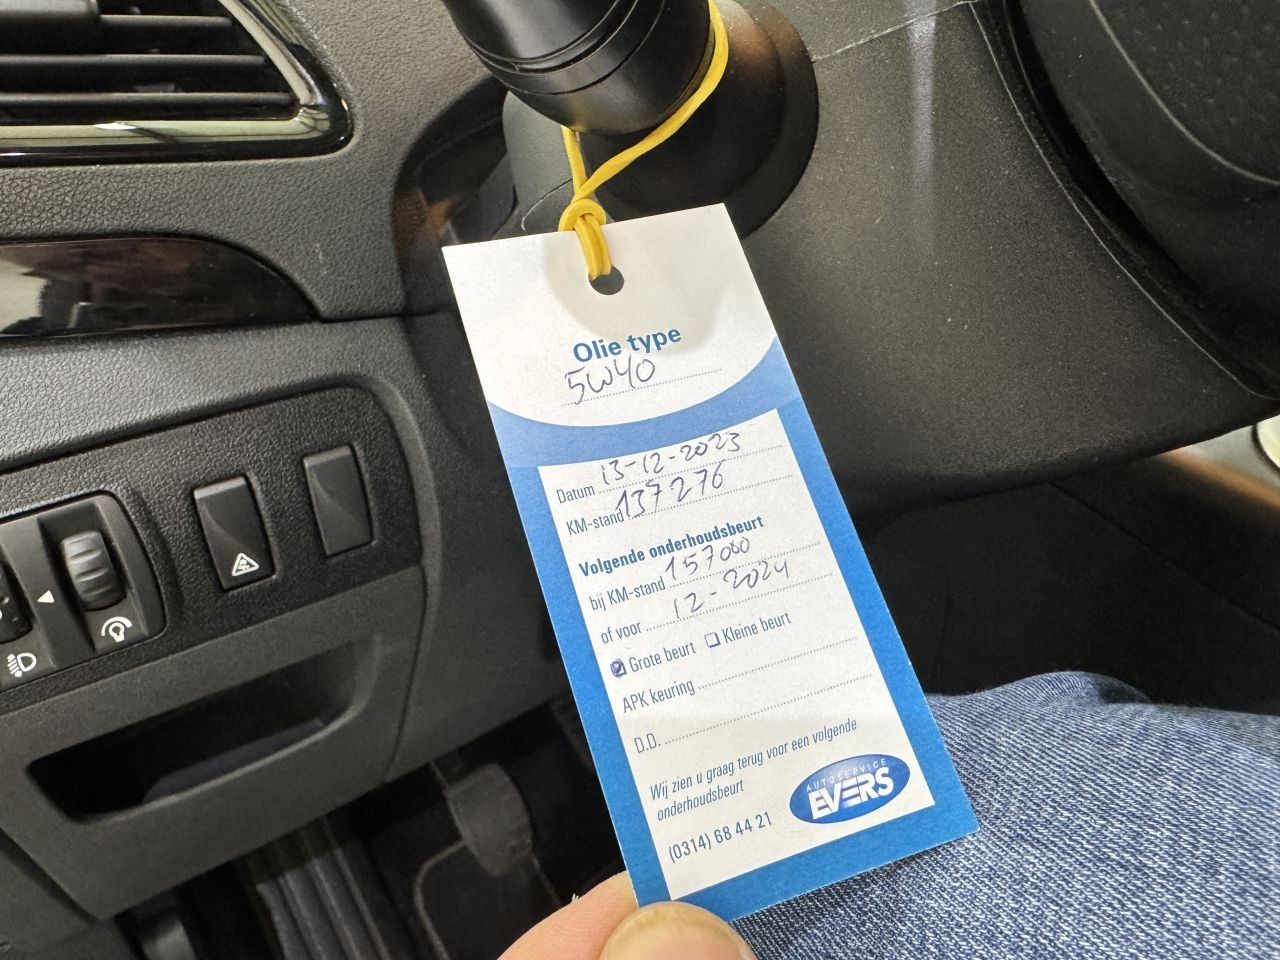 Olie type
5W40
Datum 13-12-2023
KM-stand 137276
Volgende onderhoudsbeurt
bij KM-stand 157000
of voor 12-2024
Grote beurt Kleine beurt
APK keuring
D.D.
Wij zien u graag terug voor een volgende
onderhoudsbeurt
(0314) 68 44 21
AUTOSERVICE
EVERS